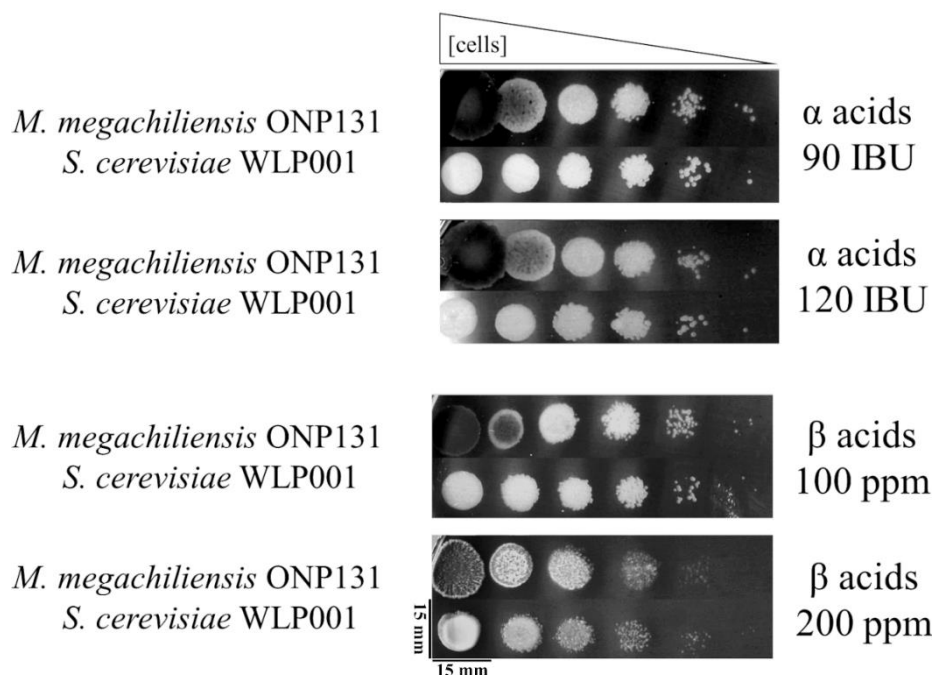 [cells]
M. megachiliensis ONP131
S. cerevisiae WLP001
α acids
90 IBU
M. megachiliensis ONP131
S. cerevisiae WLP001
α acids
120 IBU
M. megachiliensis ONP131
S. cerevisiae WLP001
β acids
100 ppm
M. megachiliensis ONP131
S. cerevisiae WLP001
β acids
200 ppm
15 mm
15 mm